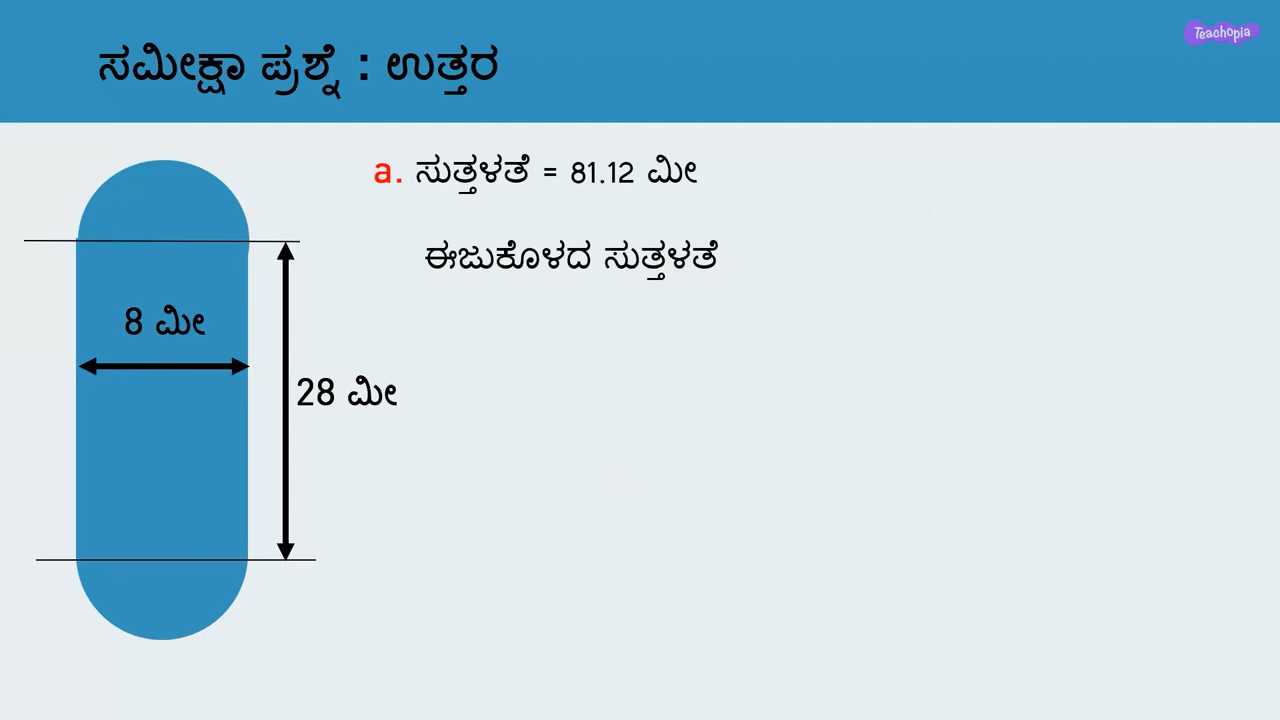 Teachopia
ಸಮೀಕ್ಷಾ ಪ್ರಶ್ನೆ : ಉತ್ತರ
a. ಸುತ್ತಳತೆ = 81.12 ಮೀ
ಈಜುಕೊಳದ ಸುತ್ತಳತೆ
8 ಮೀ
28 ಮೀ